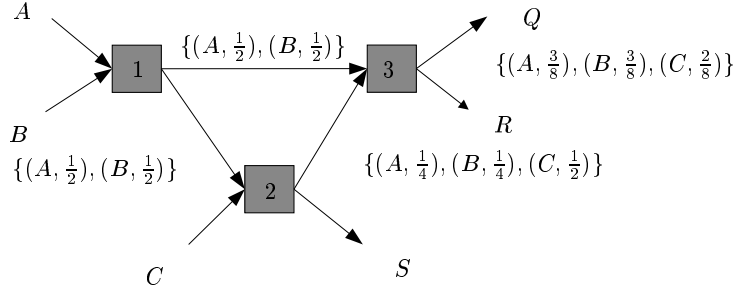 A
Q
{(A, 1/2), (B, 1/2)}
1
3
{(A, 3/8), (B, 3/8), (C, 2/8)}
B
R
{(A, 1/2), (B, 1/2)}
{(A, 1/4), (B, 1/4), (C, 1/2)}
2
C
S